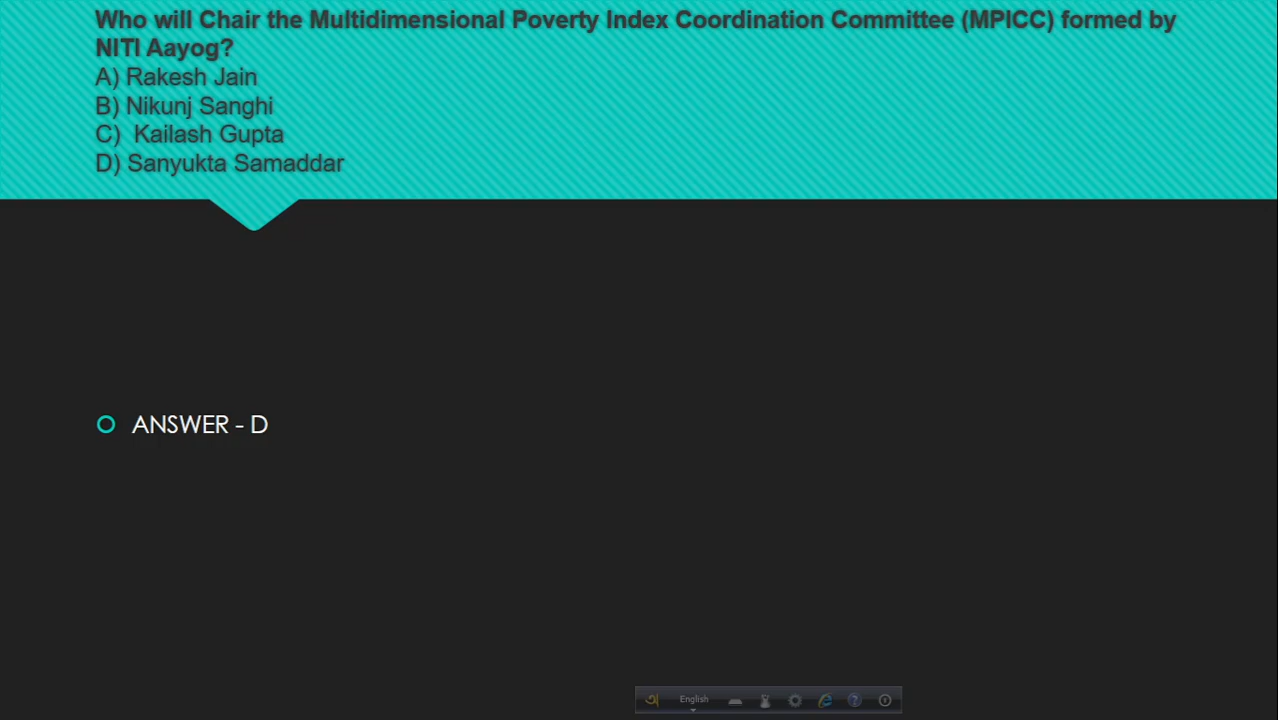 Who will Chair the Multidimensional Poverty Index Coordination Committee (MPICC) formed by
NITI Aayog?
A) Rakesh Jain
B) Nikunj Sanghi
C) Kailash Gupta
D) Sanyukta Samaddar
ANSWER - D
অ English